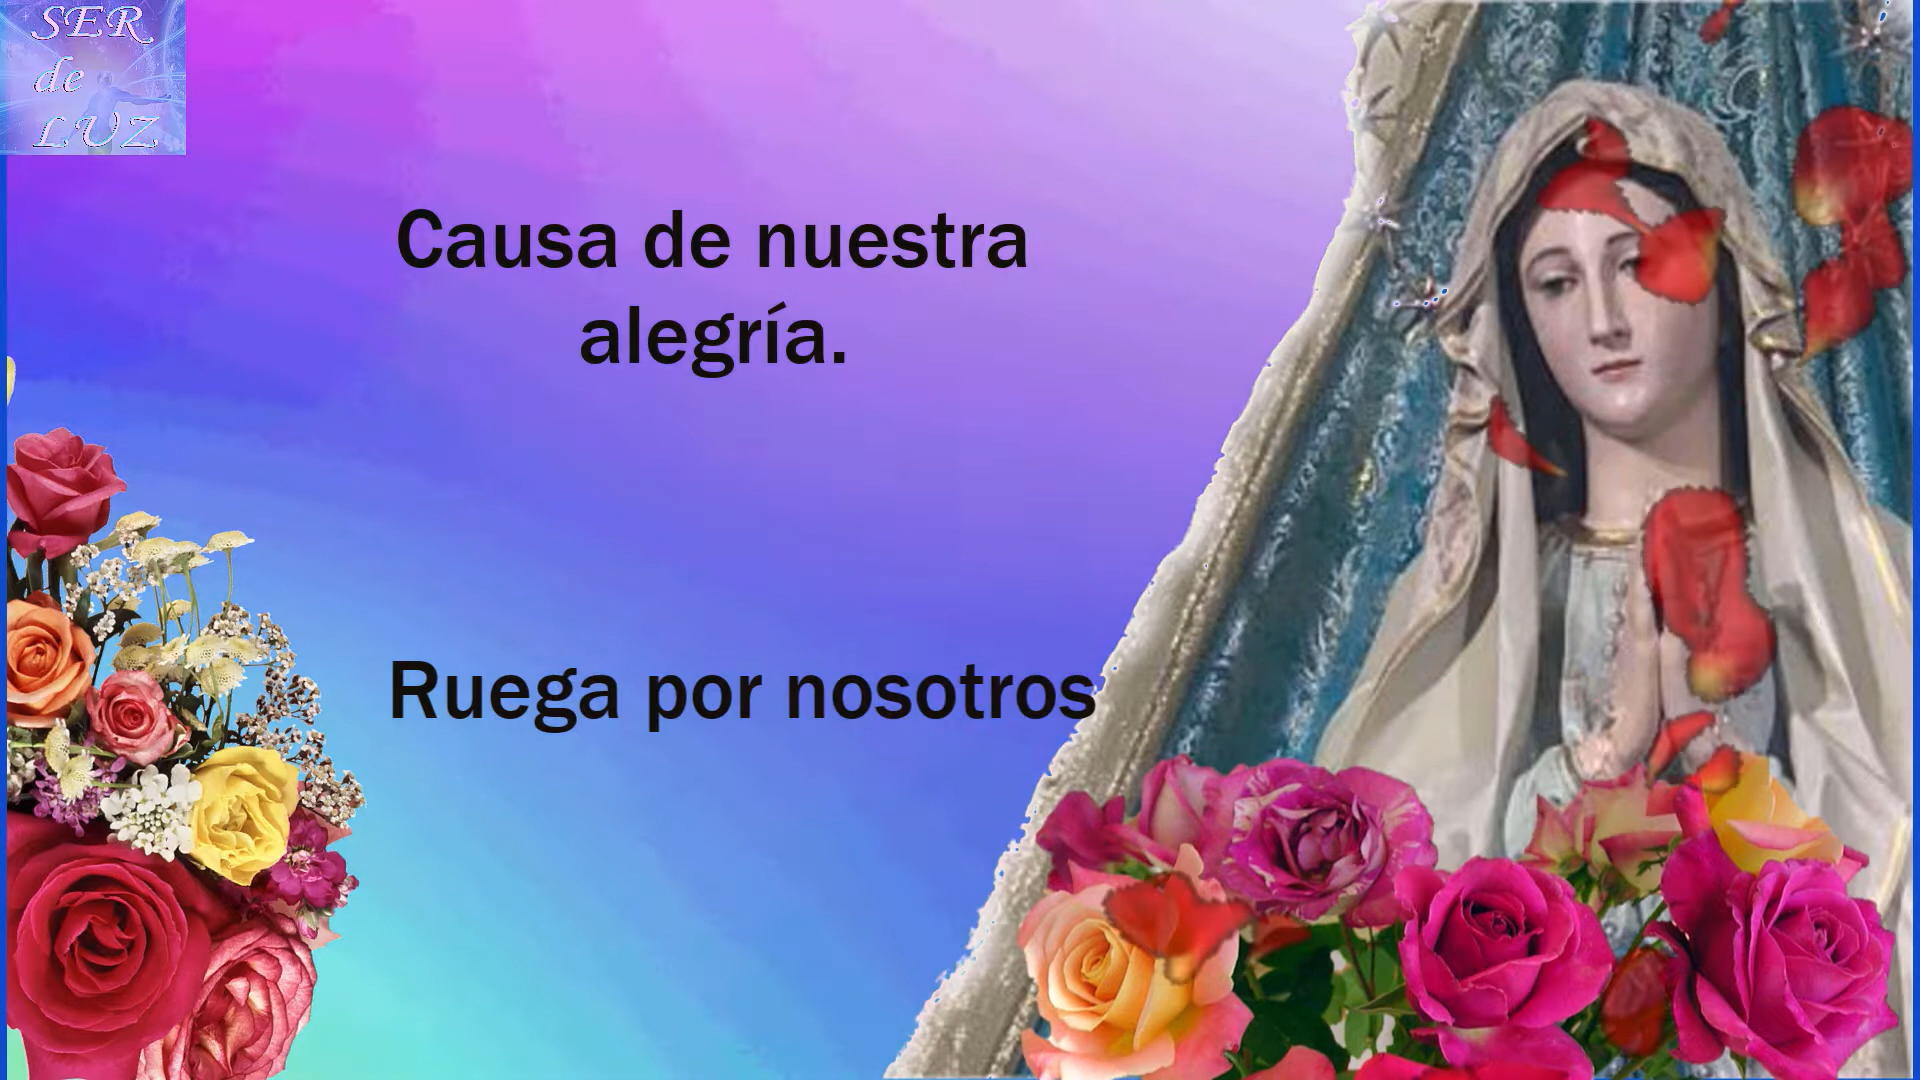 SER
de
LUZ
Causa de nuestra
alegría.
Ruega por nosotros